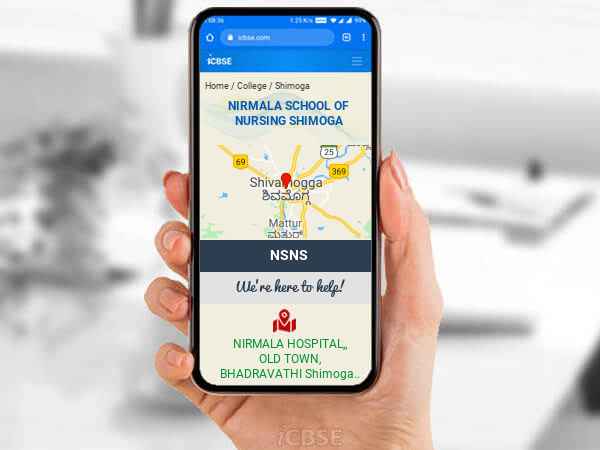 08:36 1.25 K/s
icbse.com
iCBSE
Home / College / Shimoga
NIRMALA SCHOOL OF
NURSING SHIMOGA
25
69
369
Shivamogga
ಶಿವಮೊಗ್ಗ
Mattur
ಮತ್ತೂರ್
NSNS
We're here to help!
NIRMALA HOSPITAL,,
OLD TOWN,
BHADRAVATHI Shimoga..
iCBSE